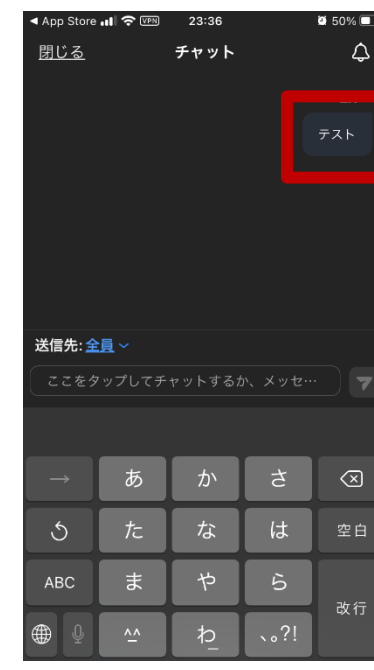 ◀ App Store VPN 23:36 50%
閉じる チャット
テスト
送信先: 全員
ここをタップしてチャットするか、メッセ…
→ あ か さ
た な は 空白
ABC ま や ら
改行
^^ わ_ 、。?!